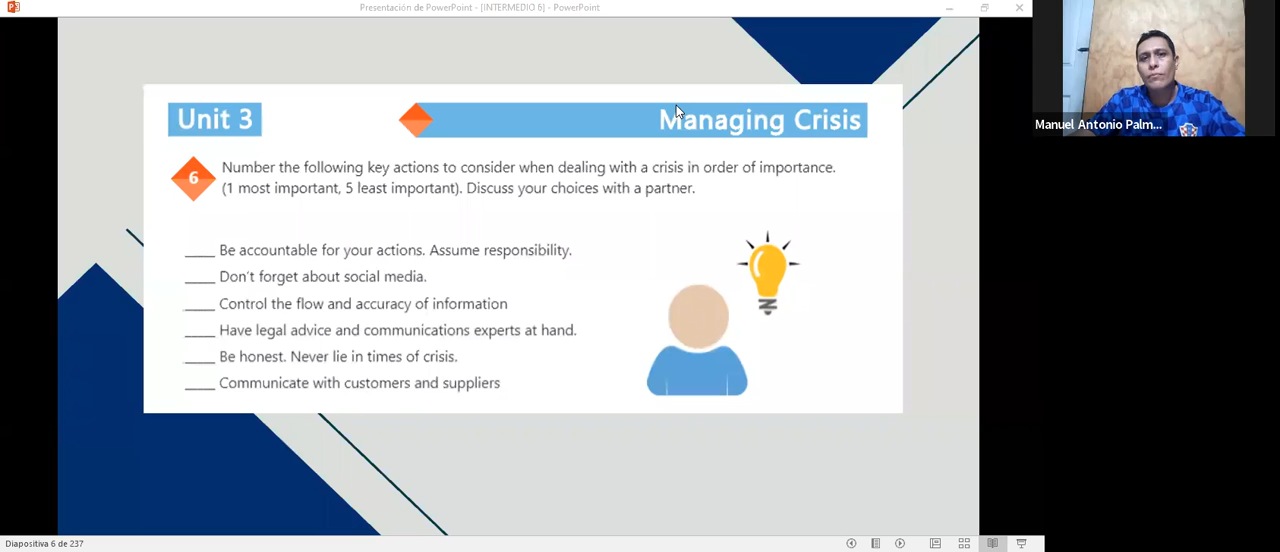 Presentación de PowerPoint - [INTERMEDIO 6] - PowerPoint
Unit 3
Managing Crisis
6
Number the following key actions to consider when dealing with a crisis in order of importance.
(1 most important, 5 least important). Discuss your choices with a partner.
____ Be accountable for your actions. Assume responsibility.
____ Don´t forget about social media.
____ Control the flow and accuracy of information
____ Have legal advice and communications experts at hand.
____ Be honest. Never lie in times of crisis.
____ Communicate with customers and suppliers
Manuel Antonio Palm...
Diapositiva 6 de 237